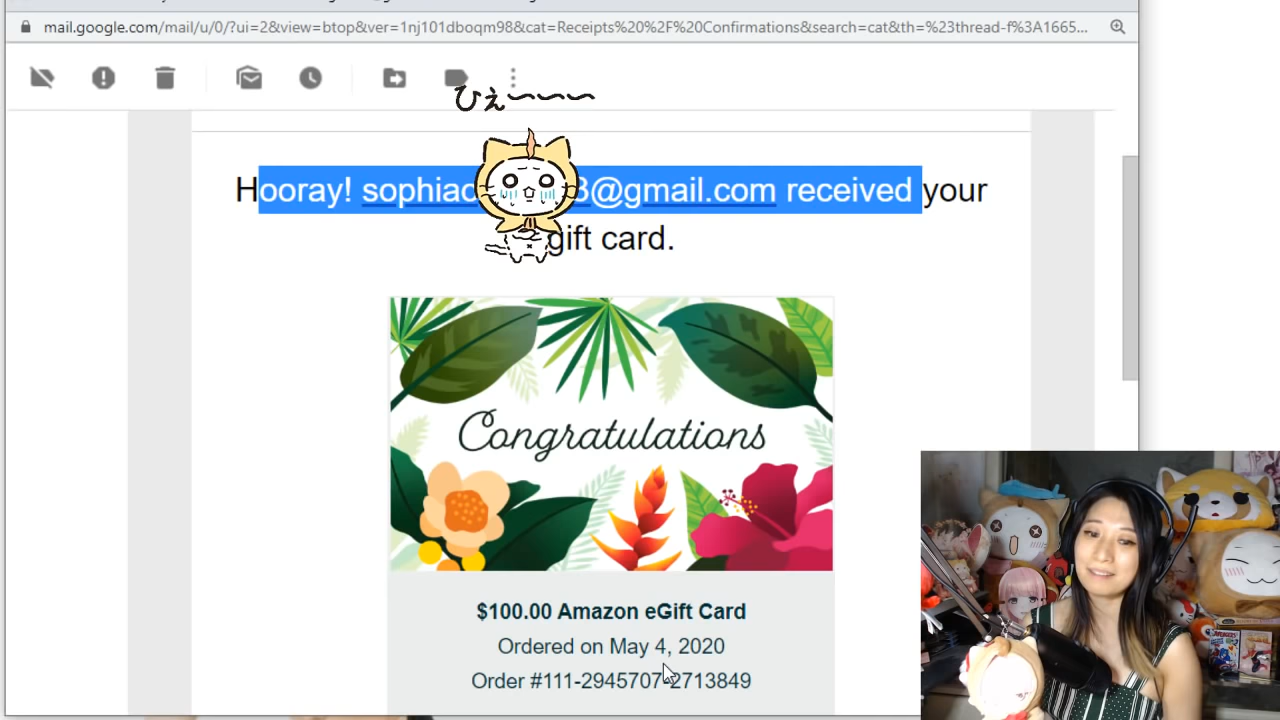 mail.google.com/mail/u/0/?ui=2&view=btop&ver=1nj101dboqm98&cat=Receipts%20%2F%20Confirmations&search=cat&th=%23thread-f%3A1665...
ひぇ~~~
Hooray! sophiac 3@gmail.com received your
gift card.
Congratulations
$100.00 Amazon eGift Card
Ordered on May 4, 2020
Order #111-2945707-2713849